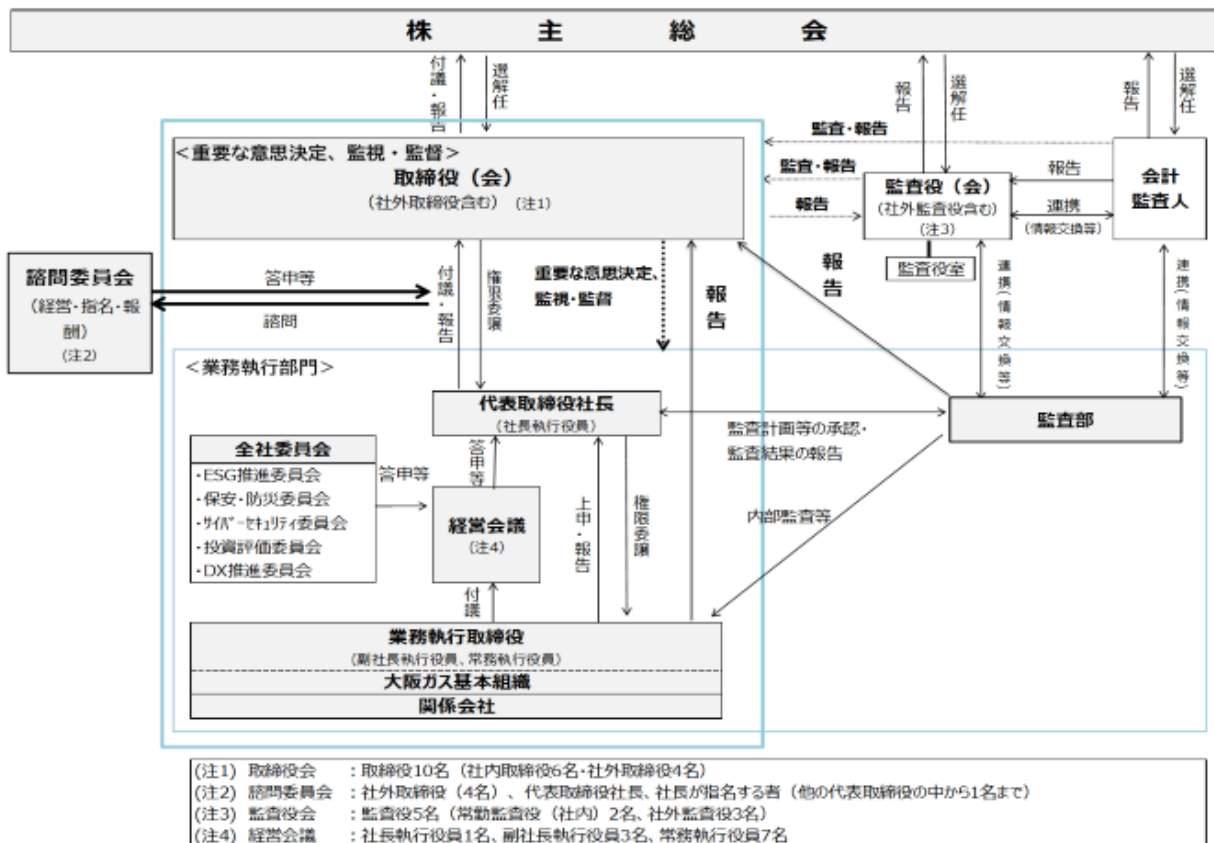 株主総会
付議・報告
選解任
報告
選解任
報告
選解任
＜重要な意思決定、監視・監督＞
取締役（会）
（社外取締役含む）（注1）
監査・報告
監査・報告
報告
監査役（会）
（社外監査役含む）
（注3）
監査役室
報告
連携
（情報交換等）
会計
監査人
諮問委員会
（経営・指名・報
酬）
（注2）
答申等
諮問
付議・報告
権限委譲
重要な意思決定、
監視・監督
報告
報告
連携（情報交換等）
連携（情報交換等）
＜業務執行部門＞
代表取締役社長
（社長執行役員）
監査計画等の承認・
監査結果の報告
監査部
全社委員会
・ESG推進委員会
・保安・防災委員会
・ｻｲﾊﾞｰｾｷｭﾘﾃｨ委員会
・投資評価委員会
・DX推進委員会
答申等
答申等
経営会議
（注4）
上申・報告
権限委譲
内部監査等
付議
業務執行取締役
（副社長執行役員、常務執行役員）
大阪ガス基本組織
関係会社
(注1) 取締役会 ：取締役10名（社内取締役6名・社外取締役4名）
(注2) 諮問委員会 ：社外取締役（4名）、代表取締役社長、社長が指名する者（他の代表取締役の中から1名まで）
(注3) 監査役会 ：監査役5名（常勤監査役（社内）2名、社外監査役3名）
(注4) 経営会議 ：社長執行役員1名、副社長執行役員3名、常務執行役員7名